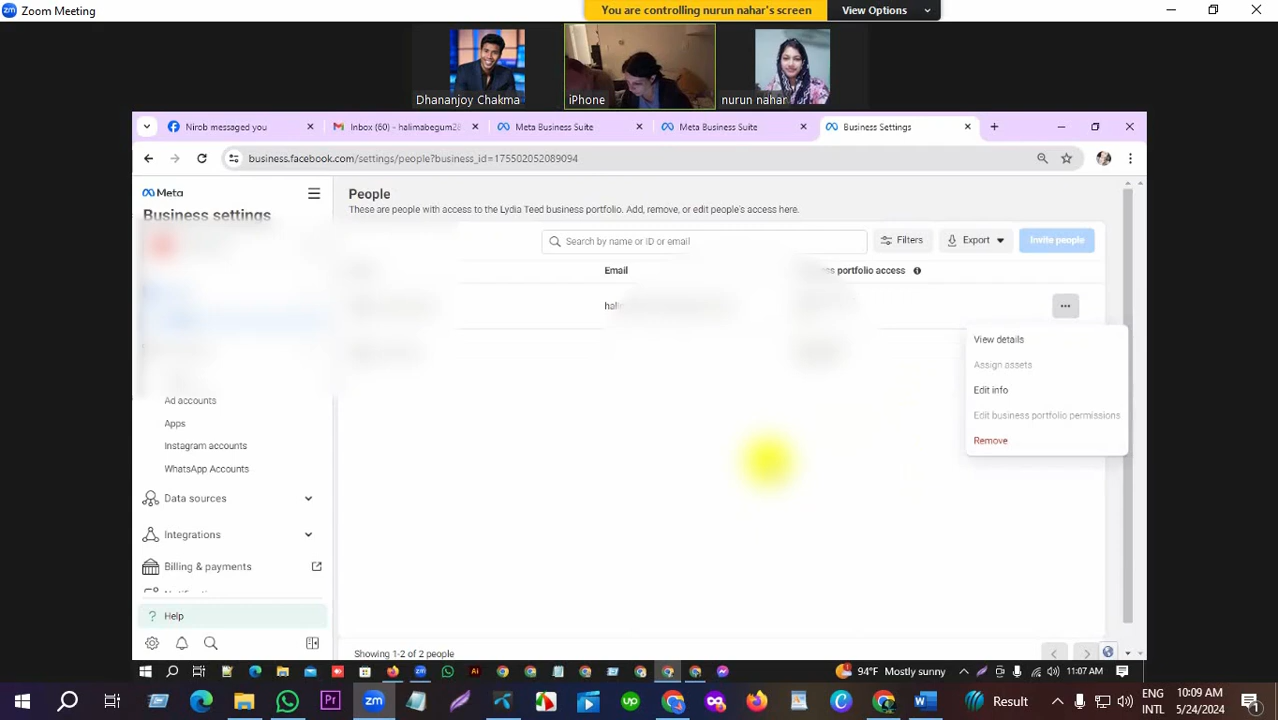 Zoom Meeting
You are controlling nurun nahar's screen
View Options
Dhananjoy Chakma
iPhone
nurun nahar
Nirob messaged you
Inbox (60) - halimabegum28
Meta Business Suite
Meta Business Suite
Business Settings
business.facebook.com/settings/people?business_id=175502052089094
Meta
Business settings
People
These are people with access to the Lydia Teed business portfolio. Add, remove, or edit people's access here.
Search by name or ID or email
Filters
Export
Invite people
Email
portfolio access
View details
Assign assets
Edit info
Edit business portfolio permissions
Remove
Ad accounts
Apps
Instagram accounts
WhatsApp Accounts
Data sources
Integrations
Billing & payments
? Help
Showing 1-2 of 2 people
94°F Mostly sunny
11:07 AM
Result
ENG
INTL
10:09 AM
5/24/2024